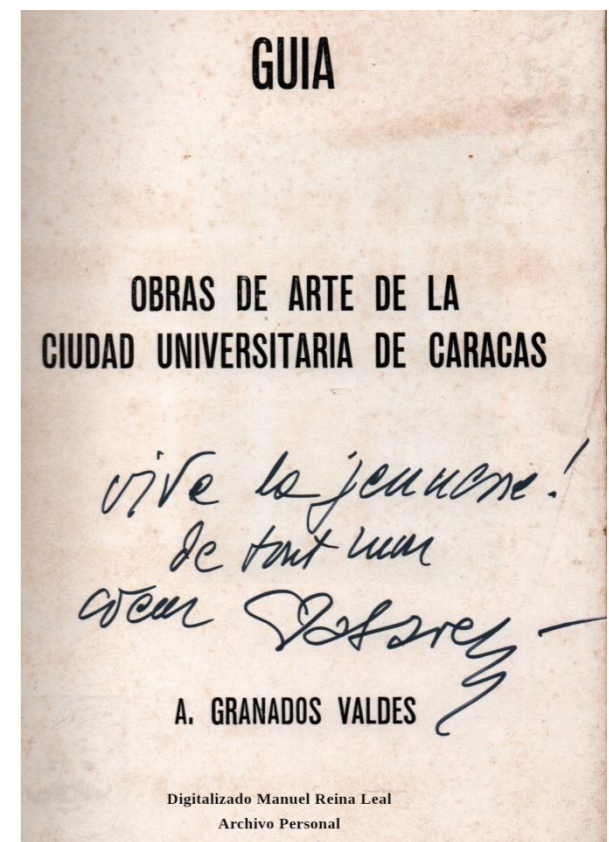 GUIA
OBRAS DE ARTE DE LA
CIUDAD UNIVERSITARIA DE CARACAS
vive la jeunesse!
de tout mon
coeur Vasarely
A. GRANADOS VALDES
Digitalizado Manuel Reina Leal
Archivo Personal